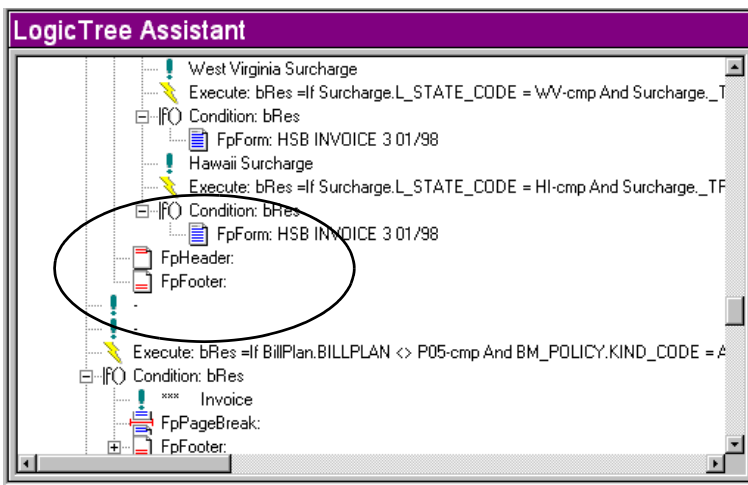 LogicTree Assistant
West Virginia Surcharge
Execute: bRes =If Surcharge.L_STATE_CODE = WV-cmp And Surcharge._T
If() Condition: bRes
FpForm: HSB INVOICE 3 01/98
Hawaii Surcharge
Execute: bRes =If Surcharge.L_STATE_CODE = HI-cmp And Surcharge._TF
If() Condition: bRes
FpForm: HSB INVOICE 3 01/98
FpHeader:
FpFooter:
-
-
Execute: bRes =If BillPlan.BILLPLAN <> P05-cmp And BM_POLICY.KIND_CODE = A
If() Condition: bRes
*** Invoice
FpPageBreak:
FpFooter: